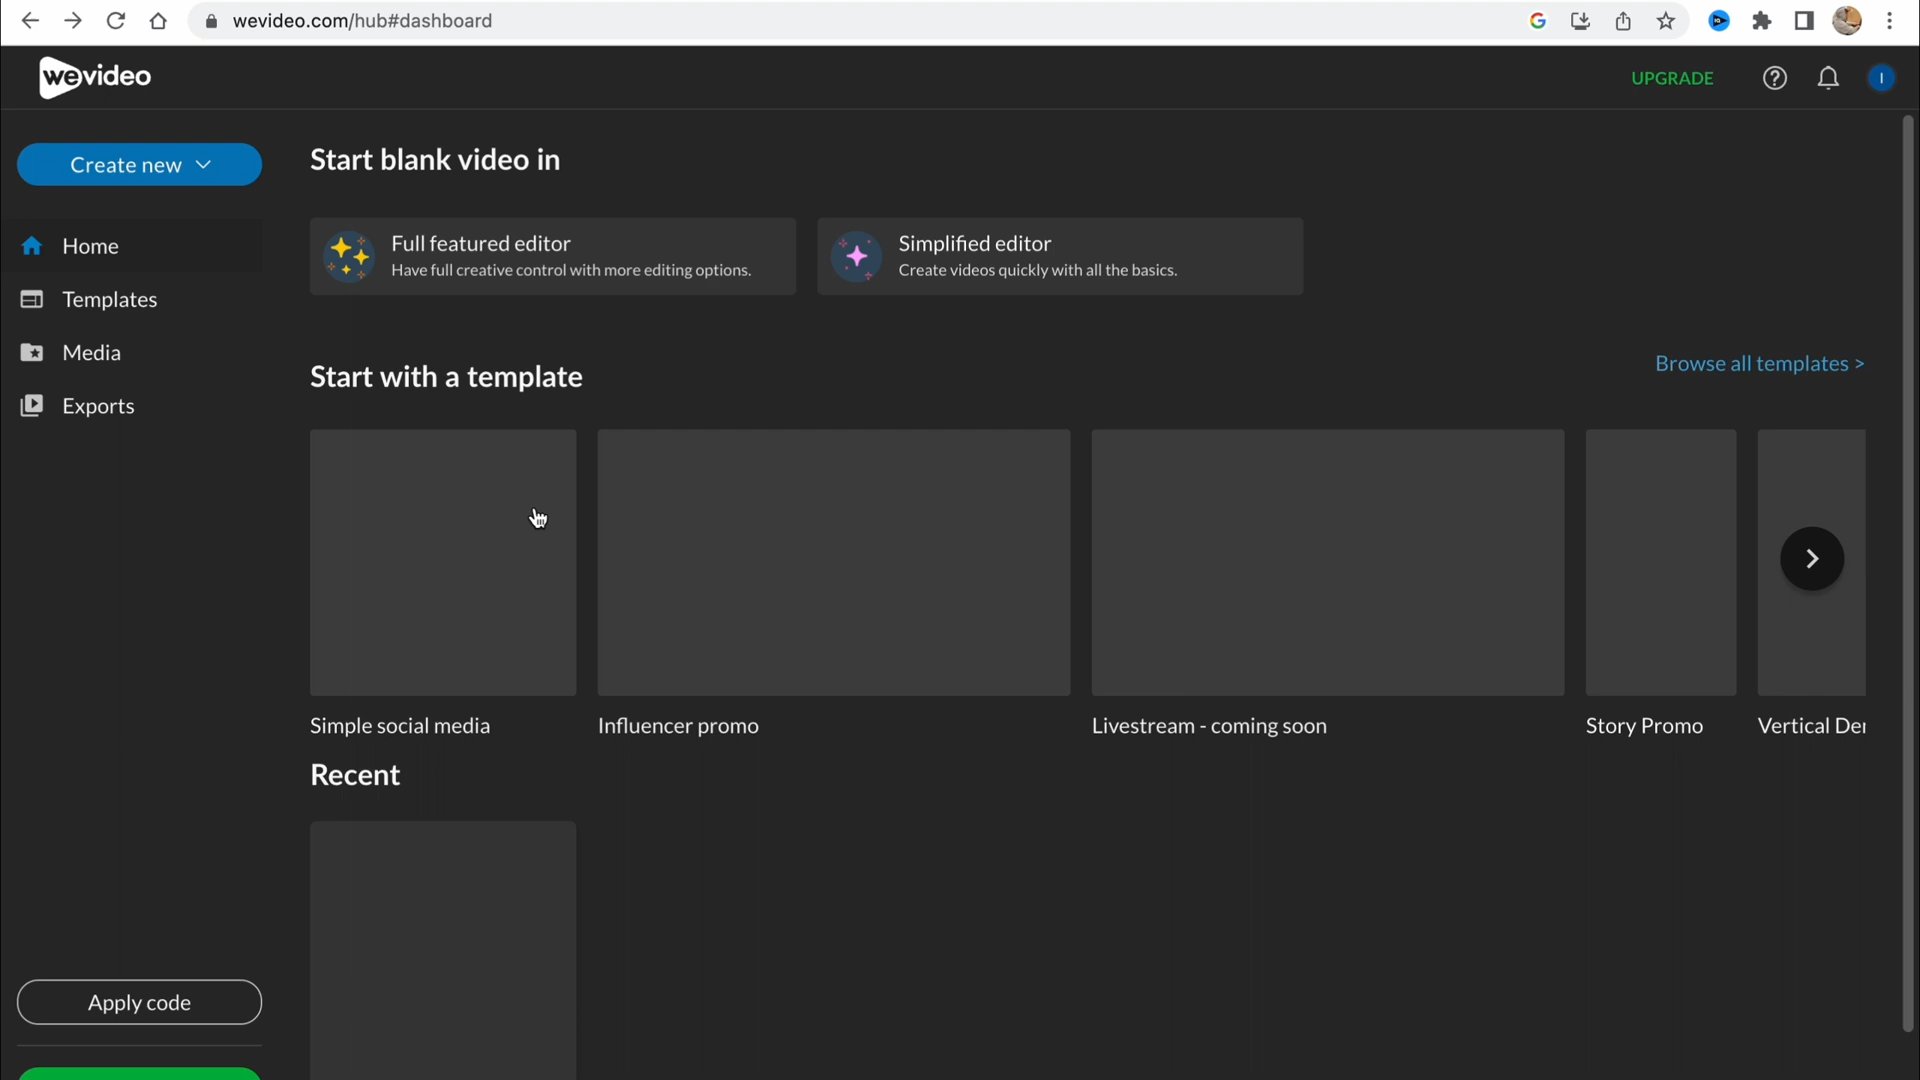 wevideo.com/hub#dashboard
wevideo
UPGRADE
I
Create new
Home
Templates
Media
Exports
Apply code
Start blank video in
Full featured editor
Have full creative control with more editing options.
Simplified editor
Create videos quickly with all the basics.
Start with a template
Browse all templates >
Simple social media
Influencer promo
Livestream - coming soon
Story Promo
Vertical Der
Recent